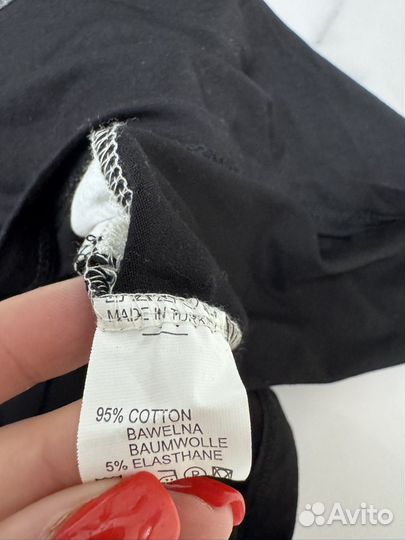 MADE IN TURKEY
95% COTTON
BAWELNA
BAUMWOLLE
5% ELASTHANE
P
Avito